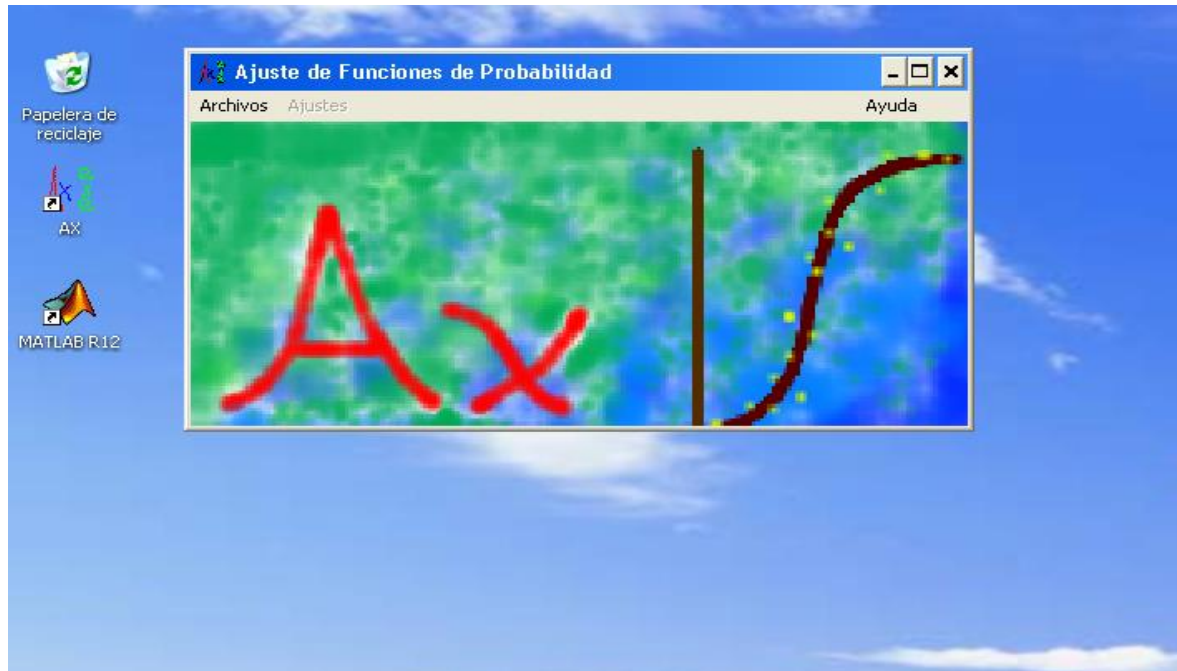 Papelera de
reciclaje
AX
MATLAB R12
Ajuste de Funciones de Probabilidad
Archivos Ajustes Ayuda
Ax